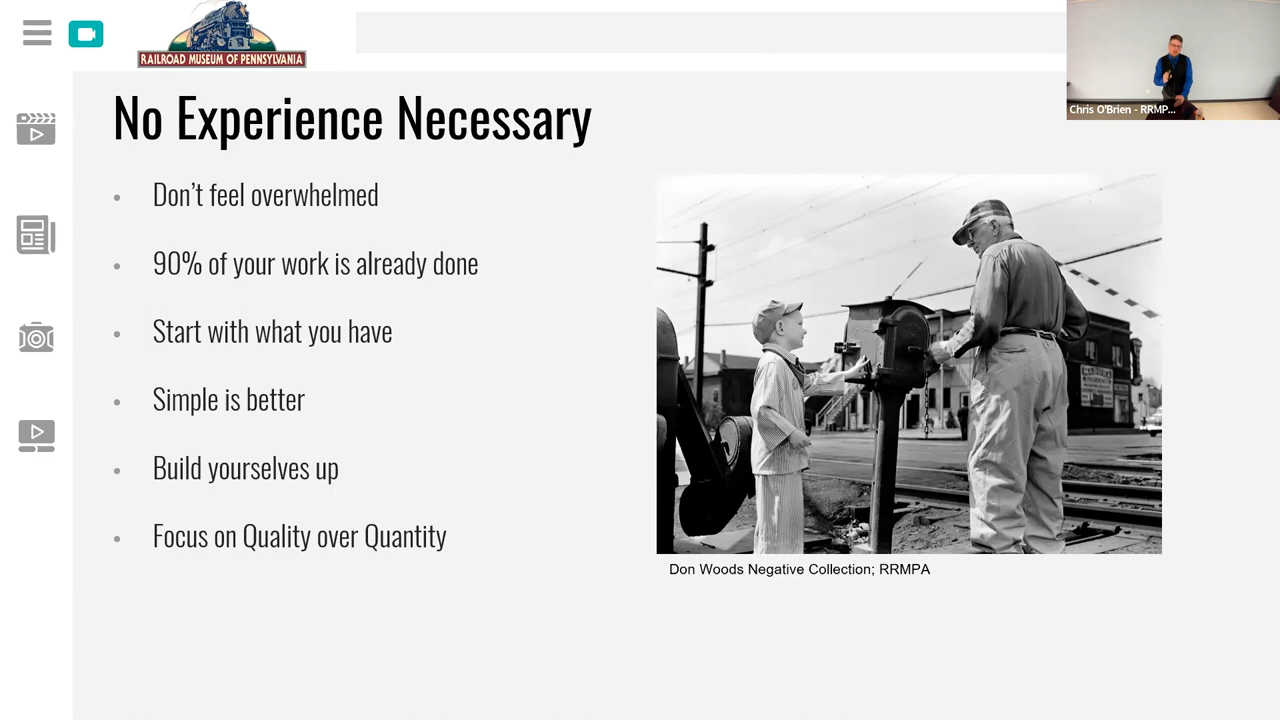 RAILROAD MUSEUM OF PENNSYLVANIA
Chris O'Brien - RRMP...
No Experience Necessary
• Don't feel overwhelmed
• 90% of your work is already done
• Start with what you have
• Simple is better
• Build yourselves up
• Focus on Quality over Quantity
Don Woods Negative Collection; RRMPA